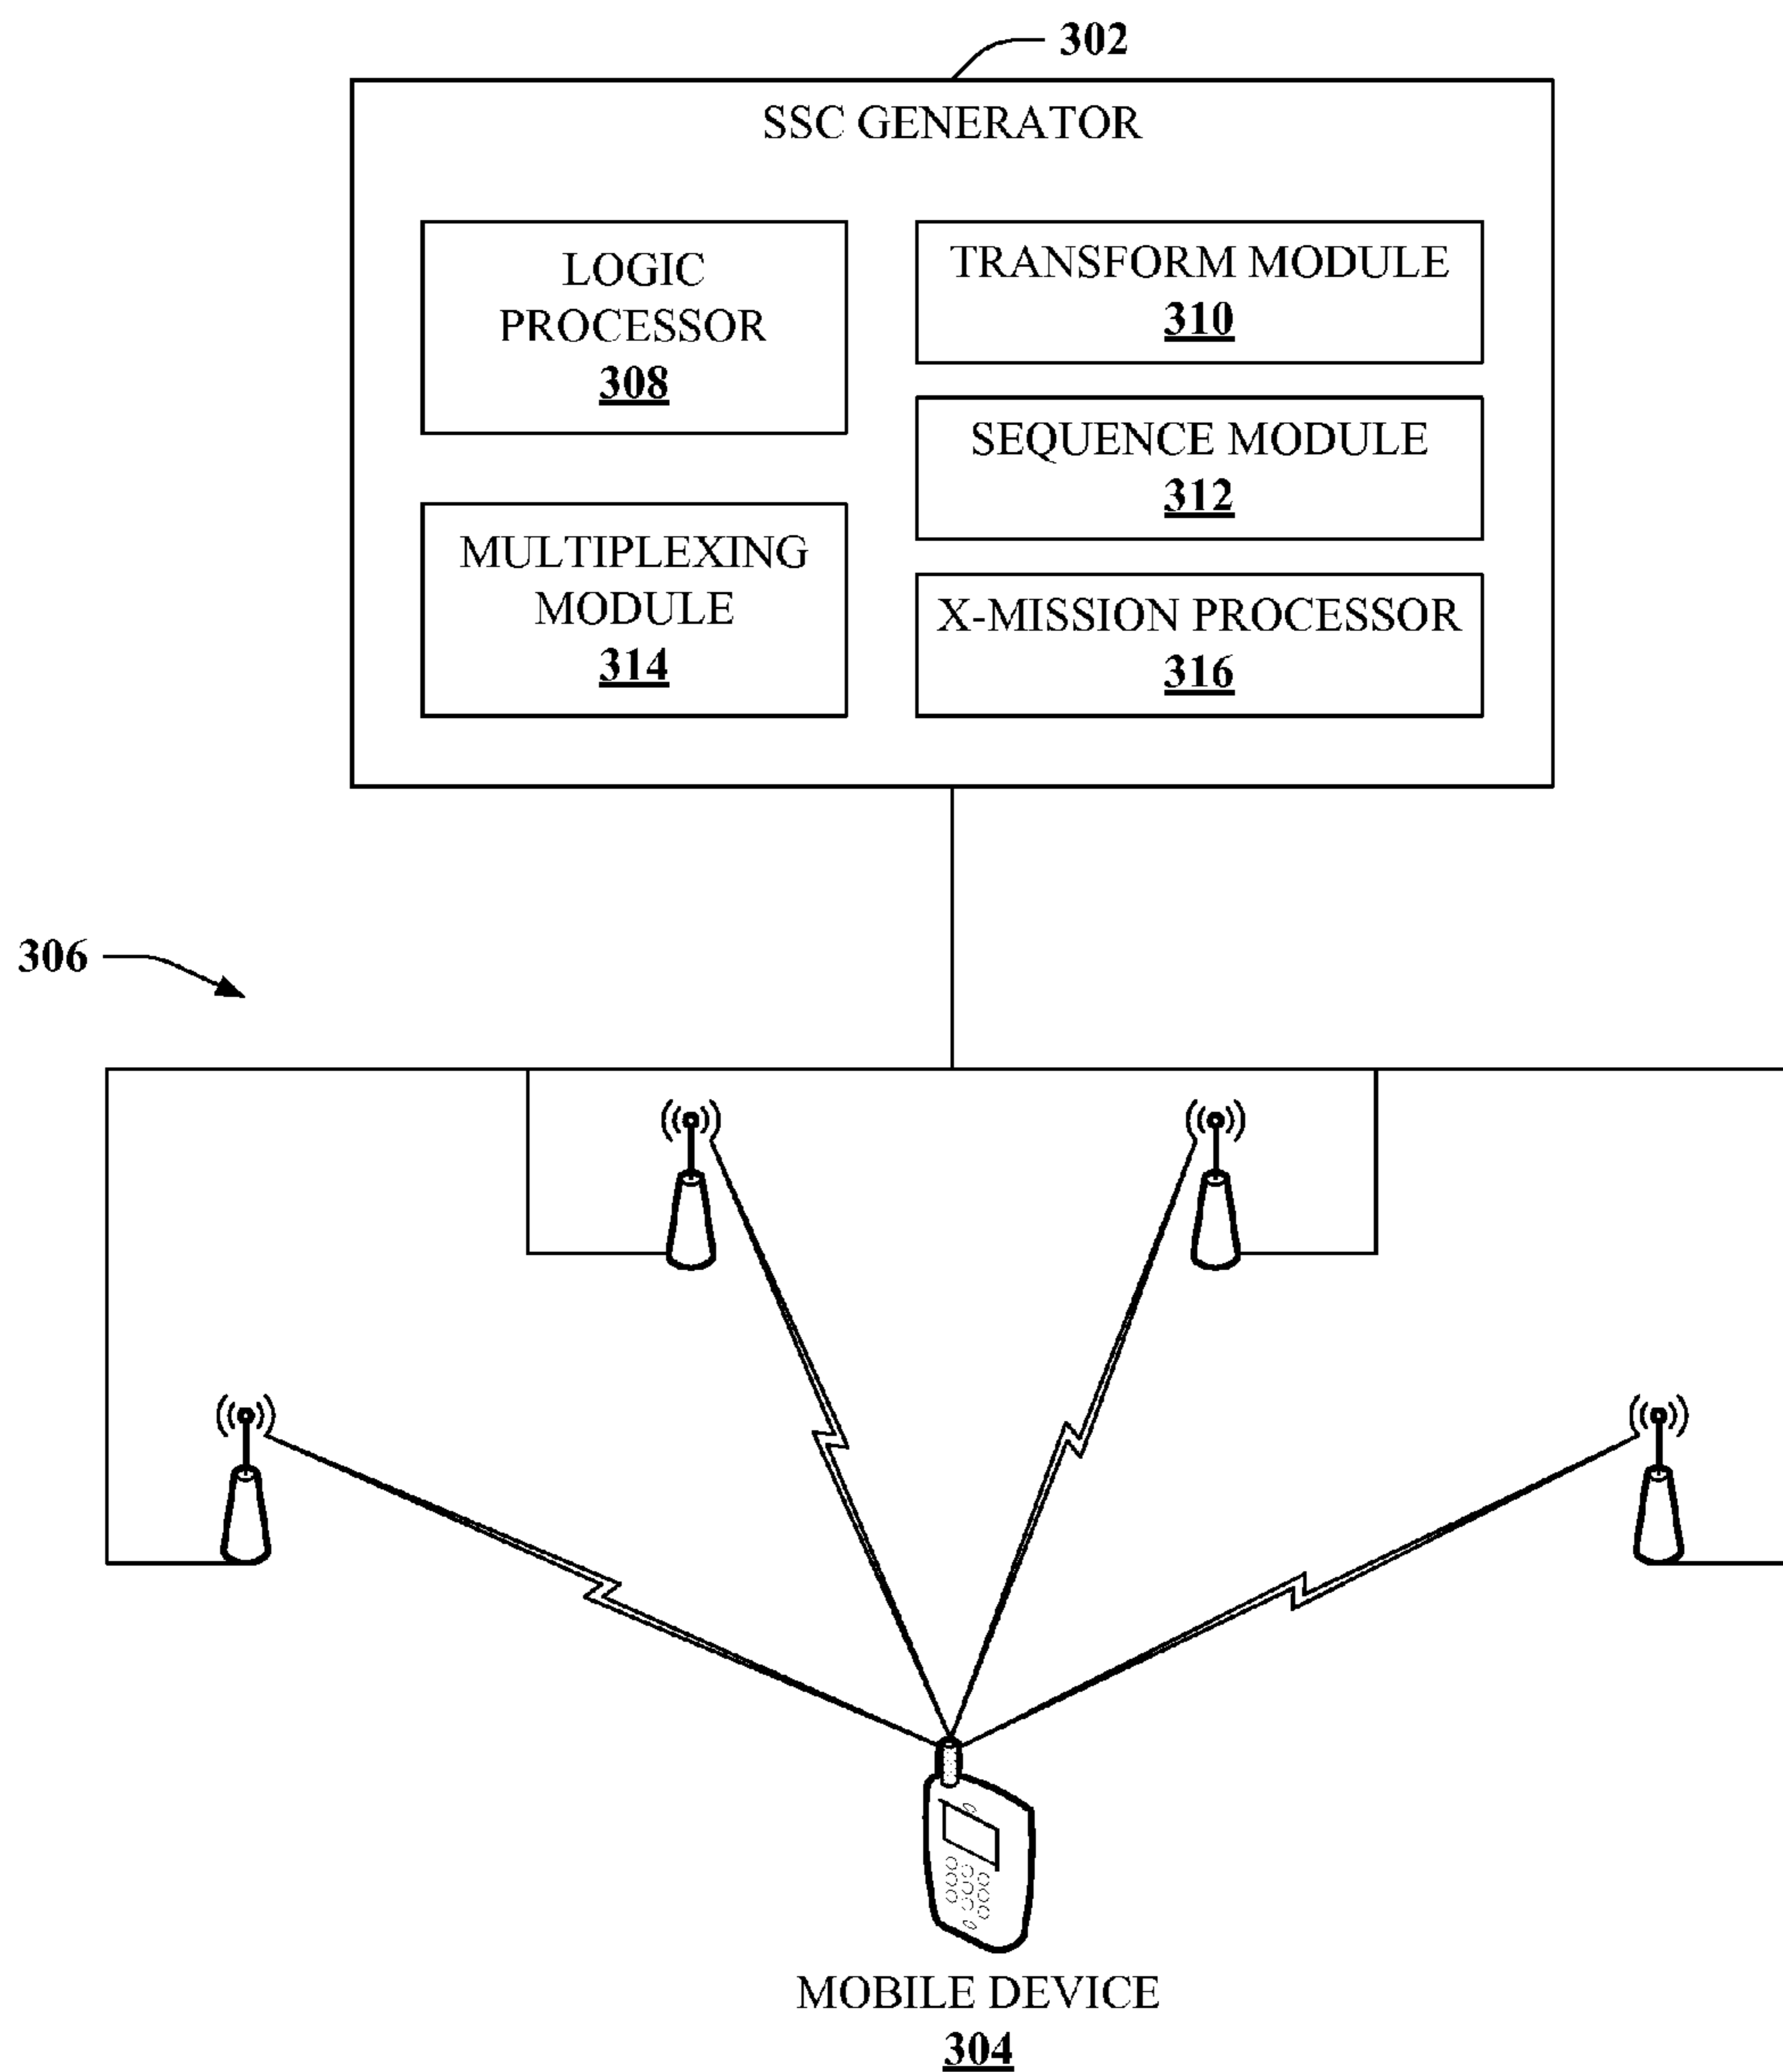 302
SSC GENERATOR
LOGIC
PROCESSOR
308
TRANSFORM MODULE
310
SEQUENCE MODULE
312
MULTIPLEXING
MODULE
314
X-MISSION PROCESSOR
316
306
MOBILE DEVICE
304